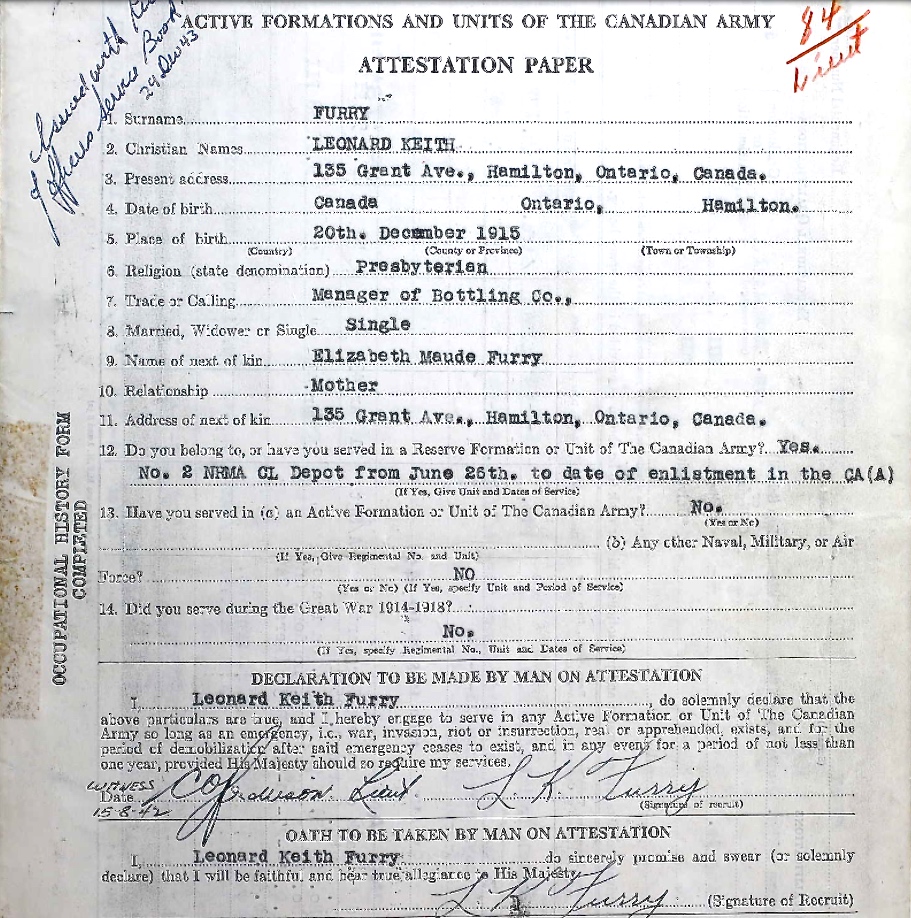 Issued with
Officers Service Book
29 Dec 43
ACTIVE FORMATIONS AND UNITS OF THE CANADIAN ARMY
84
ATTESTATION PAPER
1. Surname FURRY
2. Christian Names LEONARD KEITH
3. Present address 135 Grant Ave., Hamilton, Ontario, Canada.
4. Date of birth Canada Ontario, Hamilton.
5. Place of birth 20th. December 1915
(Country) (County or Province) (Town or Township)
6. Religion (state denomination) Presbyterian
7. Trade or Calling Manager of Bottling Co.,
8. Married, Widower or Single Single
9. Name of next of kin Elizabeth Maude Furry
10. Relationship Mother
11. Address of next of kin 135 Grant Ave., Hamilton, Ontario, Canada.
12. Do you belong to, or have you served in a Reserve Formation or Unit of The Canadian Army? Yes.
No. 2 NRMA CL Depot from June 25th. to date of enlistment in the CA(A)
(If Yes, Give Unit and Dates of Service)
13. Have you served in (a) an Active Formation or Unit of The Canadian Army? No.
(Yes or No)
(b) Any other Naval, Military, or Air
(If Yes, Give Regimental No. and Unit)
Force? NO
(Yes or No) (If Yes, specify Unit and Period of Service)
14. Did you serve during the Great War 1914-1918?
No.
(If Yes, specify Regimental No., Unit and Dates of Service)
OCCUPATIONAL HISTORY FORM
COMPLETED
DECLARATION TO BE MADE BY MAN ON ATTESTATION
I, Leonard Keith Furry, do solemnly declare that the
above particulars are true, and I hereby engage to serve in any Active Formation or Unit of The Canadian
Army so long as an emergency, i.e., war, invasion, riot or insurrection, real or apprehended, exists, and for the
period of demobilization after said emergency ceases to exist, and in any event for a period of not less than
one year, provided His Majesty should so require my services.
WITNESS
Date Lieut L. K. Furry
15-8-42 (Signature of recruit)
OATH TO BE TAKEN BY MAN ON ATTESTATION
I, Leonard Keith Furry do sincerely promise and swear (or solemnly
declare) that I will be faithful and bear true allegiance to His Majesty
L. K. Furry (Signature of Recruit)